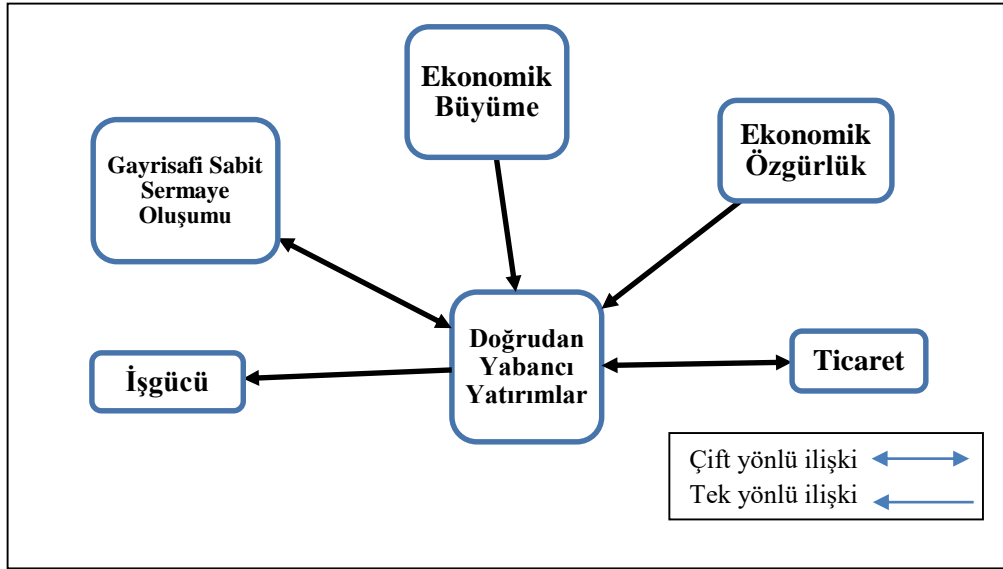 Ekonomik
Büyüme
Ekonomik
Özgürlük
Gayrisafi Sabit
Sermaye
Oluşumu
Doğrudan
Yabancı
Yatırımlar
İşgücü
Ticaret
Çift yönlü ilişki
Tek yönlü ilişki